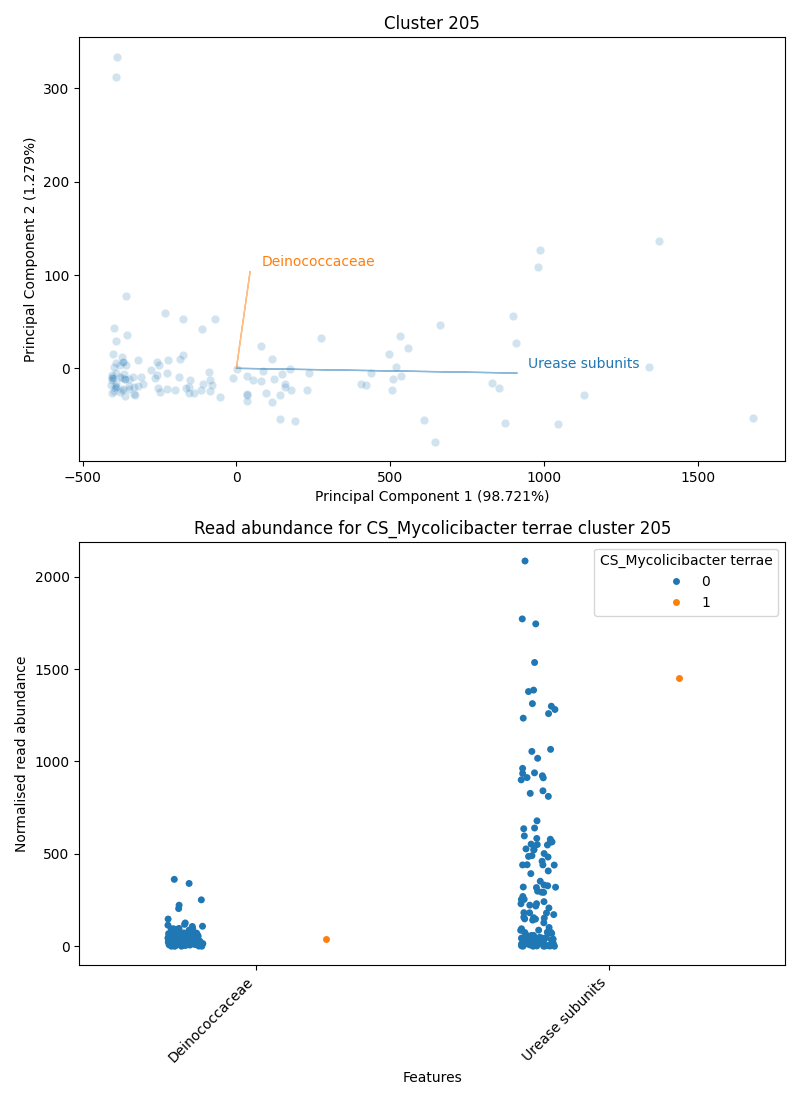 Cluster 205
Principal Component 2 (1.279%)
300
200
100
0
Deinococcaceae
Urease subunits
−500
0
500
1000
1500
Principal Component 1 (98.721%)
Read abundance for CS_Mycolicibacter terrae cluster 205
Normalised read abundance
2000
1500
1000
500
0
CS_Mycolicibacter terrae
0
1
Deinococcaceae
Urease subunits
Features